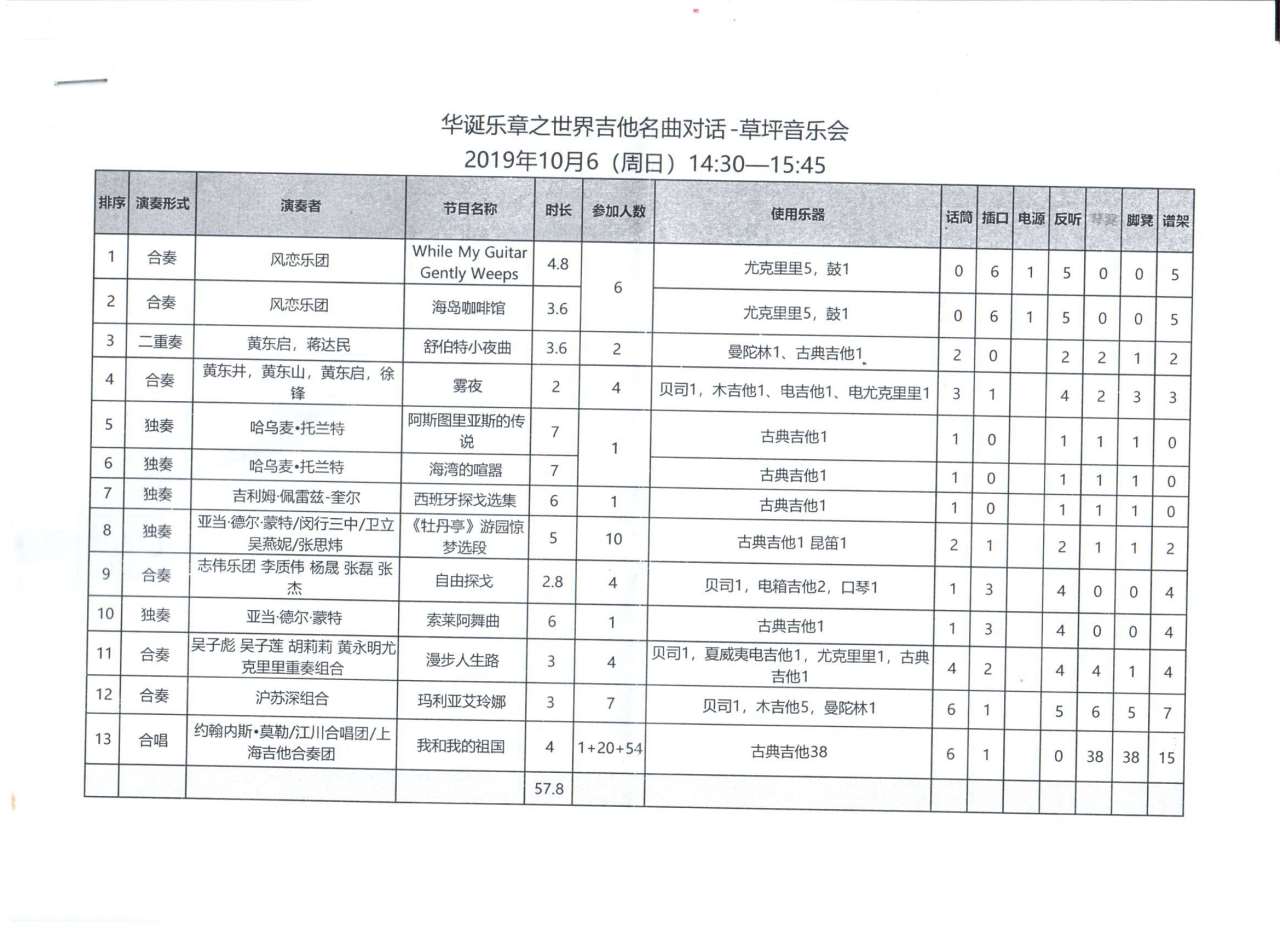 华诞乐章之世界吉他名曲对话-草坪音乐会
2019年10月6（周日）14:30—15:45
排序 演奏形式 演奏者 节目名称 时长 参加人数 使用乐器 话筒 插口 电源 反听 琴凳 脚凳 谱架
1 合奏 风恋乐团 While My Guitar Gently Weeps 4.8 6 尤克里里5，鼓1 0 6 1 5 0 0 5
2 合奏 风恋乐团 海岛咖啡馆 3.6 尤克里里5，鼓1 0 6 1 5 0 0 5
3 二重奏 黄东启，蒋达民 舒伯特小夜曲 3.6 2 曼陀林1、古典吉他1 2 0 2 2 1 2
4 合奏 黄东井，黄东山，黄东启，徐锋 雾夜 2 4 贝司1，木吉他1、电吉他1、电尤克里里1 3 1 4 2 3 3
5 独奏 哈乌麦•托兰特 阿斯图里亚斯的传说 7 1 古典吉他1 1 0 1 1 1 0
6 独奏 哈乌麦•托兰特 海湾的喧嚣 7 古典吉他1 1 0 1 1 1 0
7 独奏 吉利姆·佩雷兹-奎尔 西班牙探戈选集 6 1 古典吉他1 1 0 1 1 1 0
8 独奏 亚当·德尔·蒙特/闵行三中/卫立 吴燕妮/张思炜 《牡丹亭》游园惊梦选段 5 10 古典吉他1 昆笛1 2 1 2 1 1 2
9 合奏 志伟乐团 李质伟 杨晟 张磊 张杰 自由探戈 2.8 4 贝司1，电箱吉他2，口琴1 1 3 4 0 0 4
10 独奏 亚当·德尔·蒙特 索莱阿舞曲 6 1 古典吉他1 1 3 4 0 0 4
11 合奏 吴子彪 吴子莲 胡莉莉 黄永明尤克里里重奏组合 漫步人生路 3 4 贝司1，夏威夷电吉他1，尤克里里1，古典吉他1 4 2 4 4 1 4
12 合奏 沪苏深组合 玛利亚艾玲娜 3 7 贝司1，木吉他5，曼陀林1 6 1 5 6 5 7
13 合唱 约翰内斯•莫勒/江川合唱团/上海吉他合奏团 我和我的祖国 4 1+20+54 古典吉他38 6 1 0 38 38 15
57.8